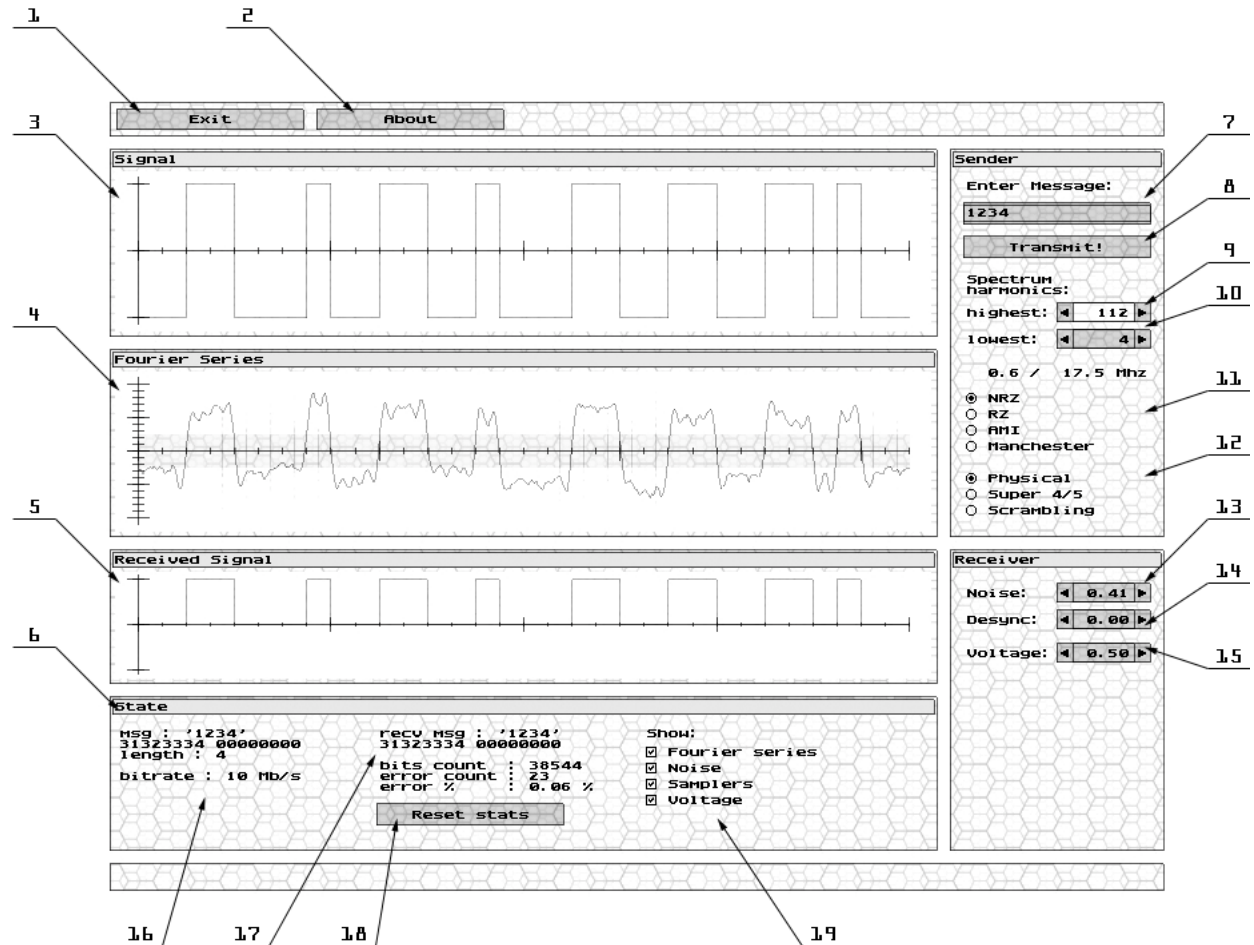 1
2
Exit
About
3
7
Signal
Sender
Enter Message:
8
1234
Transmit!
9
Spectrum
harmonics:
10
highest: 112
4
lowest: 4
Fourier Series
0.6 / 17.5 Mhz
11
NRZ
RZ
AMI
12
Manchester
Physical
Super 4/5
5
13
Scrambling
Received Signal
Receiver
14
Noise: 0.41
Desync: 0.00
6
15
Voltage: 0.50
State
msg : '1234'
31323334 00000000
length : 4
bitrate : 10 Mb/s
recv msg : '1234'
31323334 00000000
bits count : 38544
error count : 23
error % : 0.06 %
Reset stats
Show:
Fourier series
Noise
Samplers
Voltage
16
17
18
19